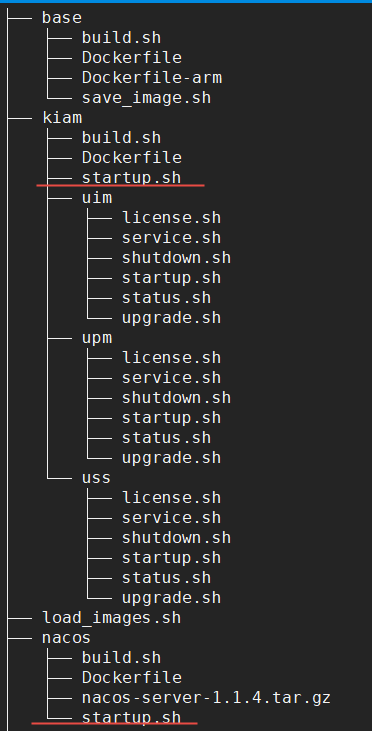 base
build.sh
Dockerfile
Dockerfile-arm
save_image.sh
kiam
build.sh
Dockerfile
startup.sh
uim
license.sh
service.sh
shutdown.sh
startup.sh
status.sh
upgrade.sh
upm
license.sh
service.sh
shutdown.sh
startup.sh
status.sh
upgrade.sh
uss
license.sh
service.sh
shutdown.sh
startup.sh
status.sh
upgrade.sh
load_images.sh
nacos
build.sh
Dockerfile
nacos-server-1.1.4.tar.gz
startup.sh